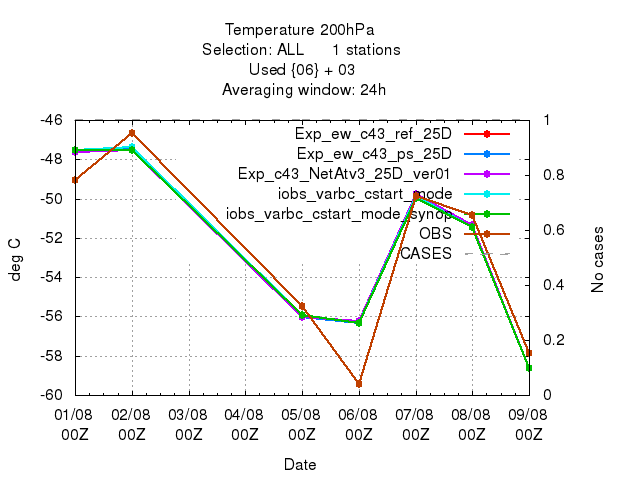 Temperature 200hPa
Selection: ALL 1 stations
Used {06} + 03
Averaging window: 24h
Exp_ew_c43_ref_25D
Exp_ew_c43_ps_25D
Exp_c43_NetAtv3_25D_ver01
iobs_varbc_cstart_mode
iobs_varbc_cstart_mode_synop
OBS
CASES
-46
-48
-50
-52
-54
-56
-58
-60
deg C
1
0.8
0.6
0.4
0.2
0
No cases
01/08 02/08 03/08 04/08 05/08 06/08 07/08 08/08 09/08
00Z 00Z 00Z 00Z 00Z 00Z 00Z 00Z 00Z
Date